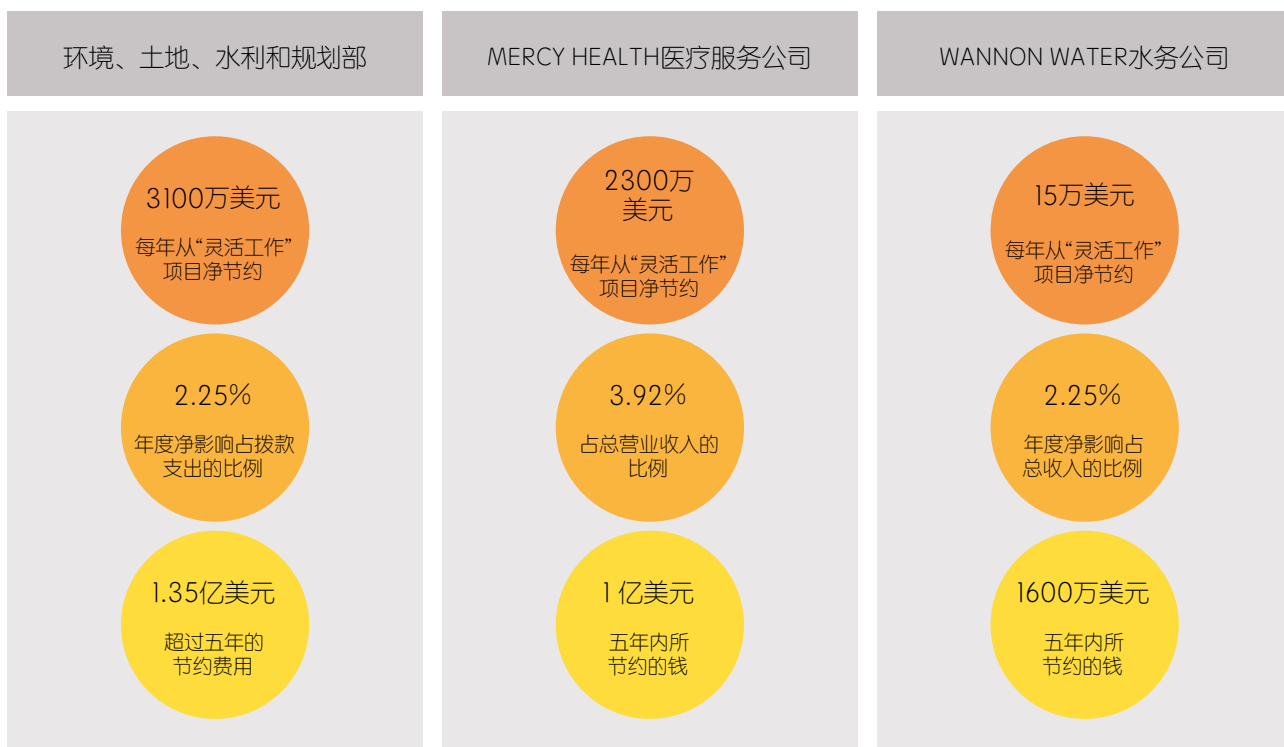 环境、土地、水利和规划部
MERCY HEALTH医疗服务公司
WANNON WATER水务公司
3100万美元
每年从“灵活工作”
项目净节约
2.25%
年度净影响占拨款
支出的比例
1.35亿美元
超过五年的
节约费用
2300万
美元
每年从“灵活工作”
项目净节约
3.92%
占总营业收入的
比例
1 亿美元
五年内所
节约的钱
15万美元
每年从“灵活工作”
项目净节约
2.25%
年度净影响占
总收入的比例
1600万美元
五年内所
节约的钱